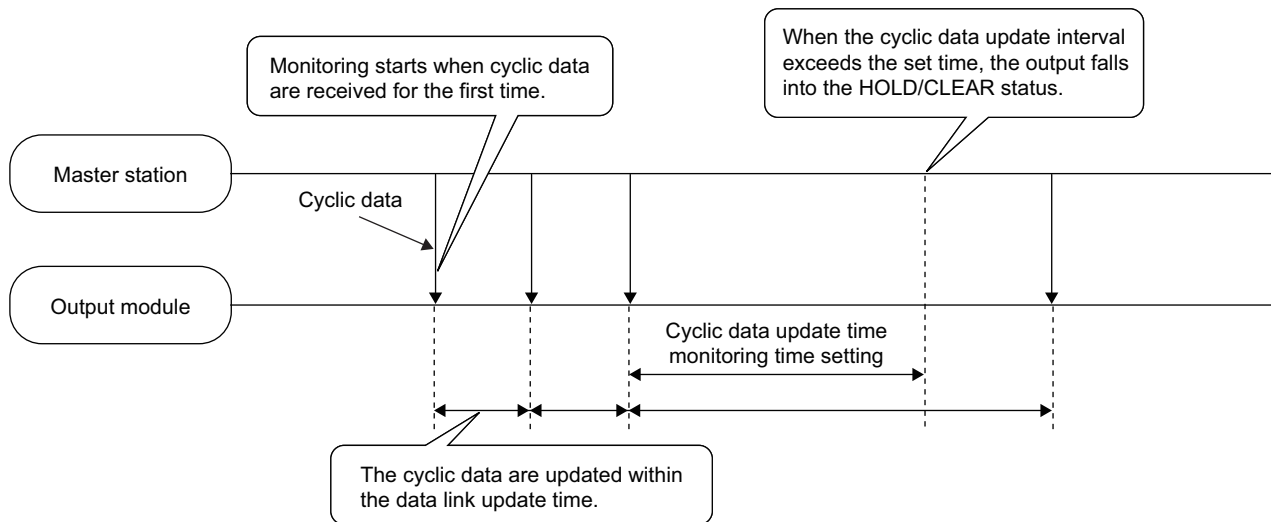 Monitoring starts when cyclic data
are received for the first time.
When the cyclic data update interval
exceeds the set time, the output falls
into the HOLD/CLEAR status.
Master station
Cyclic data
Output module
Cyclic data update time
monitoring time setting
The cyclic data are updated within
the data link update time.